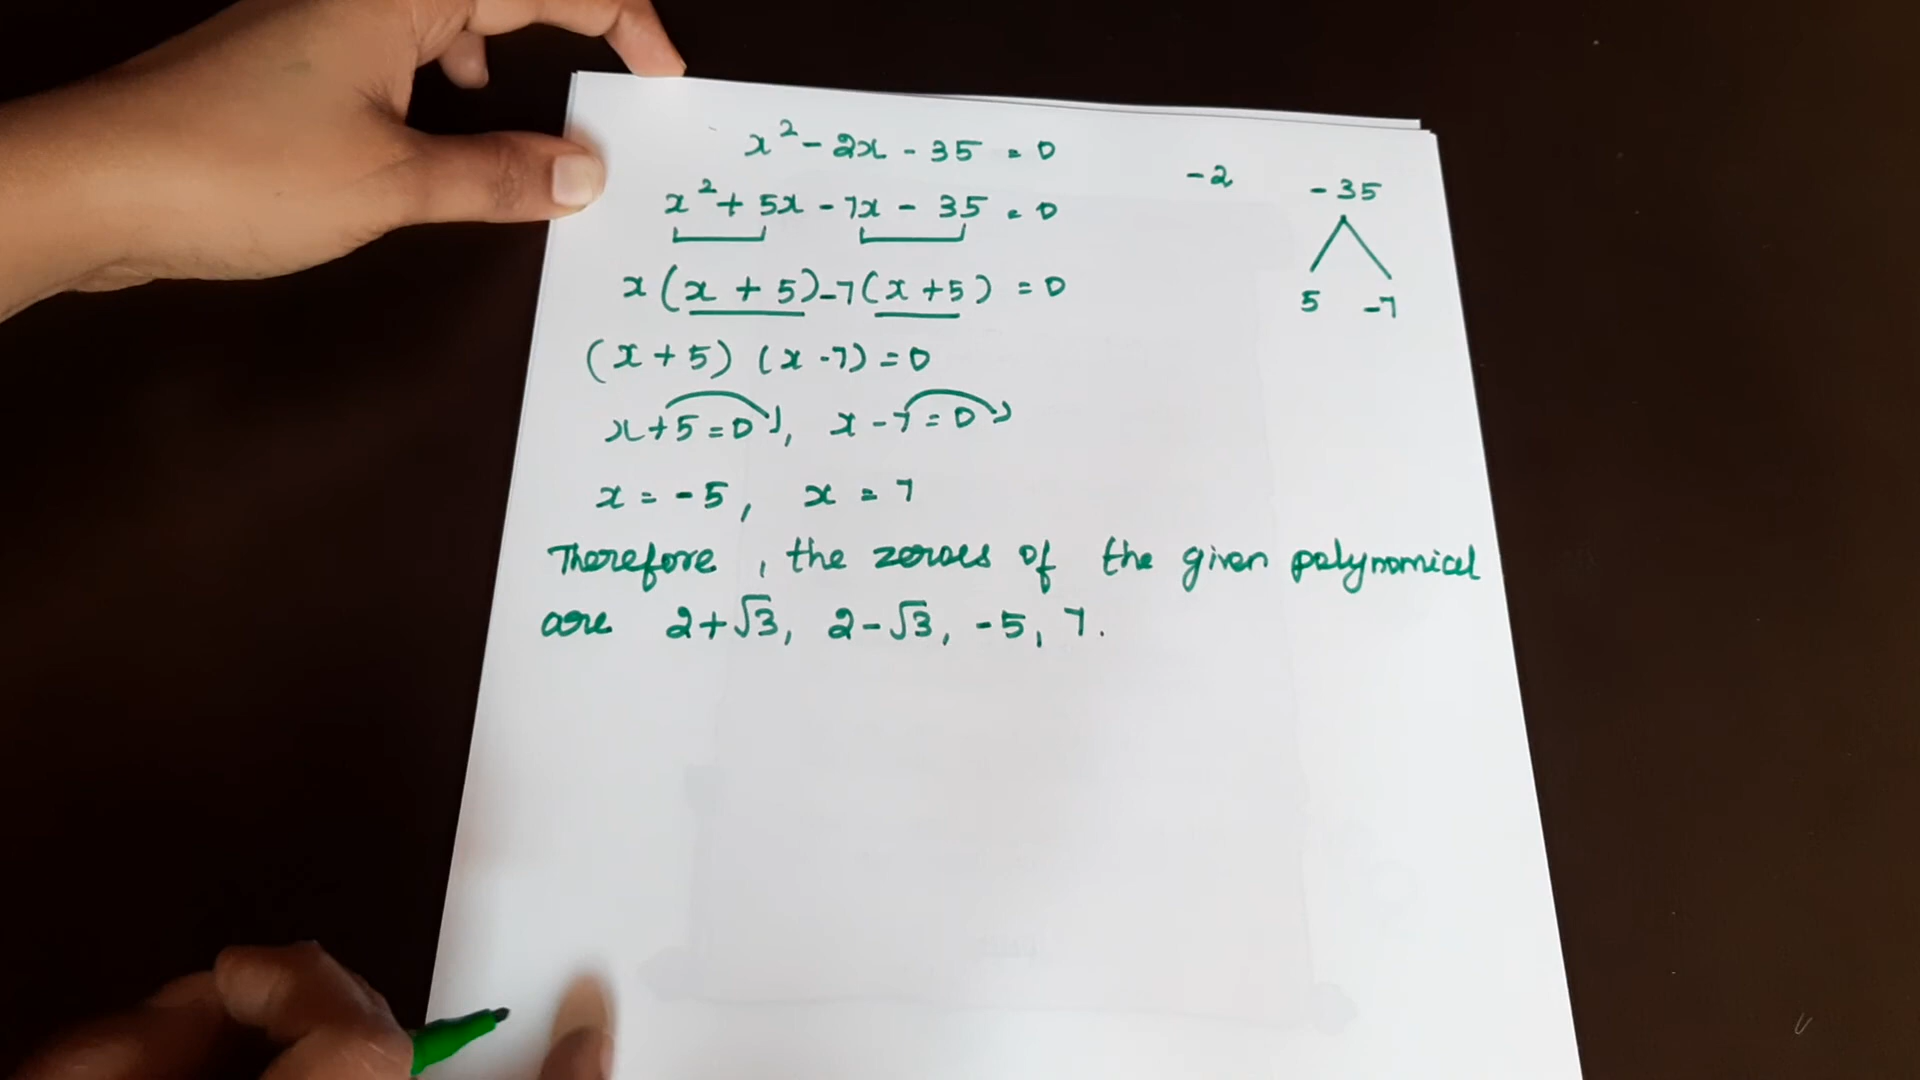 x² - 2x - 35 = 0
-2 -35
x² + 5x - 7x - 35 = 0
x(x + 5) - 7(x + 5) = 0
5 -7
(x + 5) (x - 7) = 0
x + 5 = 0, x - 7 = 0
x = -5, x = 7
Therefore, the zeroes of the given polynomial
are 2+√3, 2-√3, -5, 7.